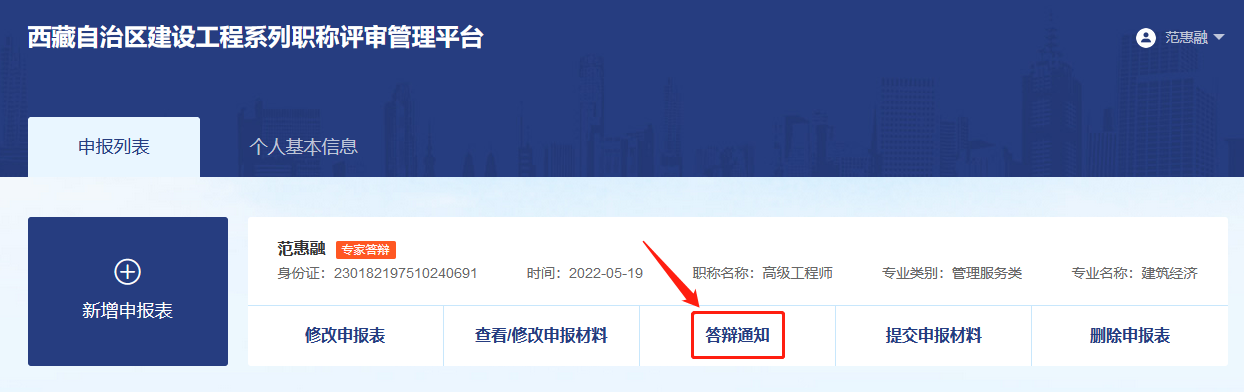 西藏自治区建设工程系列职称评审管理平台
范惠融
申报列表
个人基本信息
新增申报表
范惠融 专家答辩
身份证：230182197510240691 时间：2022-05-19 职称名称：高级工程师 专业类别：管理服务类 专业名称：建筑经济
修改申报表 查看/修改申报材料 答辩通知 提交申报材料 删除申报表